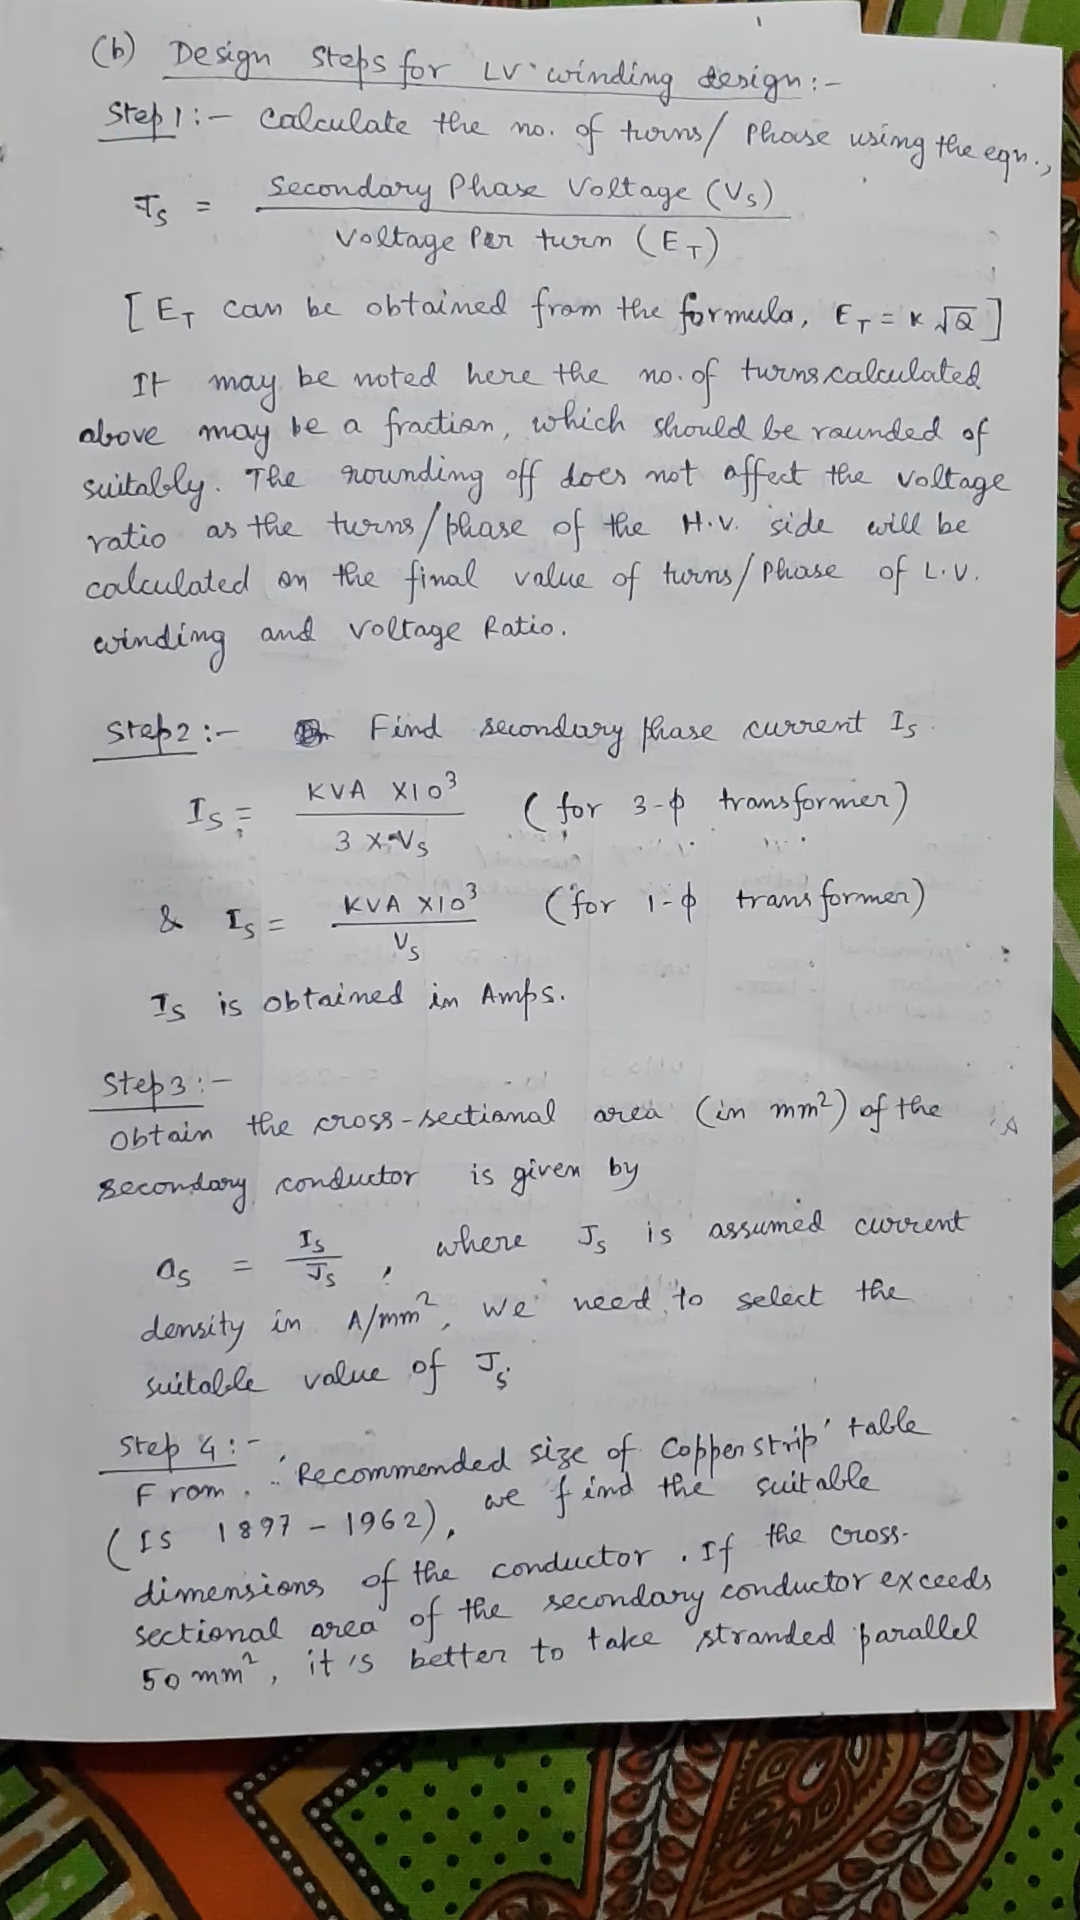 (b) Design Steps for LV winding design:-
Step 1:- Calculate the no. of turns/ Phase using the eqn.,
Ts = Secondary Phase Voltage (Vs)
Voltage Per turn (ET)
[ ET can be obtained from the formula, ET = K √Q ]
It may be noted here the no. of turns calculated
above may be a fraction, which should be rounded of
suitably. The rounding off does not affect the voltage
ratio as the turns/phase of the H.V. side will be
calculated on the final value of turns/Phase of L.V.
winding and voltage Ratio.
Step2:- Find secondary phase current Is.
Is = KVA X10³ (for 3-ϕ transformer)
3 X Vs
& Is = KVA X10³ (for 1-ϕ transformer)
Vs
Is is obtained in Amps.
Step3:-
Obtain the cross-sectional area (in mm²) of the
secondary conductor is given by
as = Is/Js, where Js is assumed current
density in A/mm², we need to select the
suitable value of Js.
Step 4:-
From 'Recommended size of Copper strip' table
(IS 1897-1962), we find the suitable
dimensions of the conductor. If the cross-
sectional area of the secondary conductor exceeds
50 mm², it is better to take stranded parallel